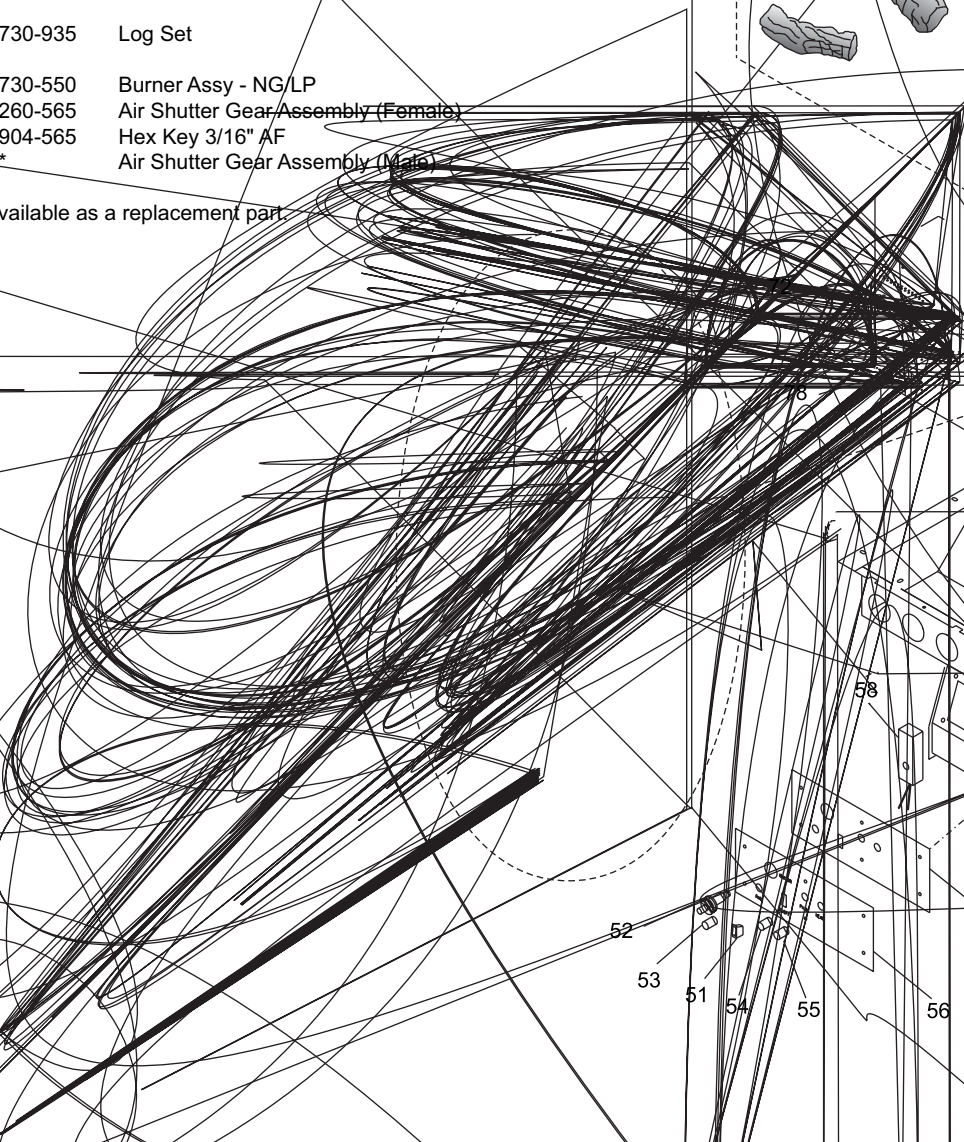 730-935 Log Set
730-550 Burner Assy - NG/LP
260-565 Air Shutter Gear Assembly (Female)
904-565 Hex Key 3/16" AF
* Air Shutter Gear Assembly (Male)
vailable as a replacement part.
72
8
58
52
53
51
54
55
56